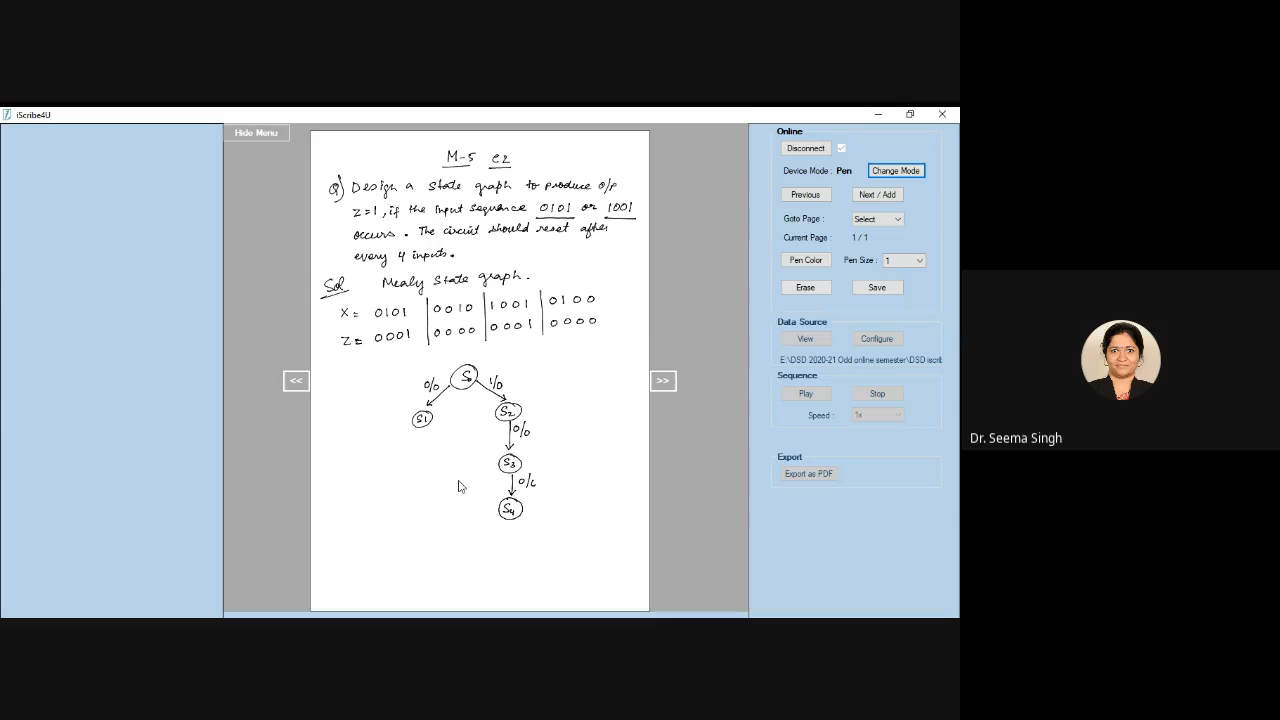 iScribe4U
Hide Menu
M-5 e2
Q) Design a state graph to produce o/p
Z=1, if the input sequence 0101 or 1001
occurs. The circuit should reset after
every 4 inputs.
Sol Mealy State graph.
X= 0101 | 0010 | 1001 | 0100
Z= 0001 | 0000 | 0001 | 0000
<<
>>
S0
0/0 1/0
S1 S2
0/0
S3
0/0
S4
Online
Disconnect
Device Mode : Pen Change Mode
Previous Next / Add
Goto Page : Select
Current Page : 1 / 1
Pen Color Pen Size : 1
Erase Save
Data Source
View Configure
E:\DSD 2020-21 Odd online semester\DSD iscrib
Sequence
Play Stop
Speed : 1x
Export
Export as PDF
Dr. Seema Singh